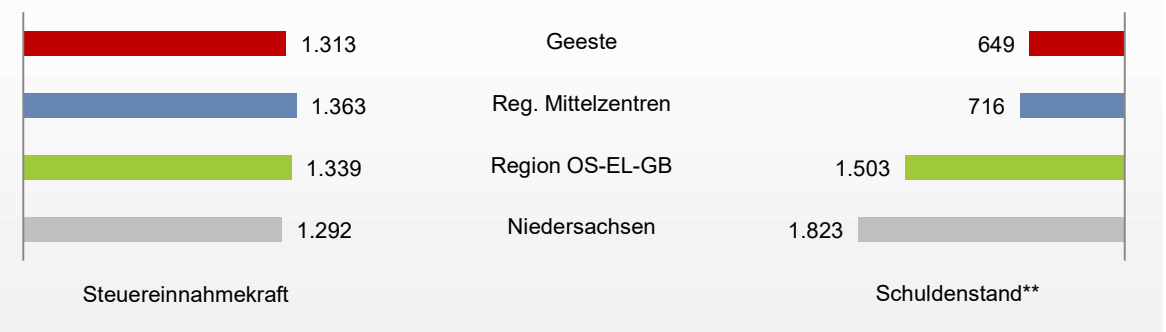 1.313 Geeste 649
1.363 Reg. Mittelzentren 716
1.339 Region OS-EL-GB 1.503
1.292 Niedersachsen 1.823
Steuereinnahmekraft Schuldenstand**